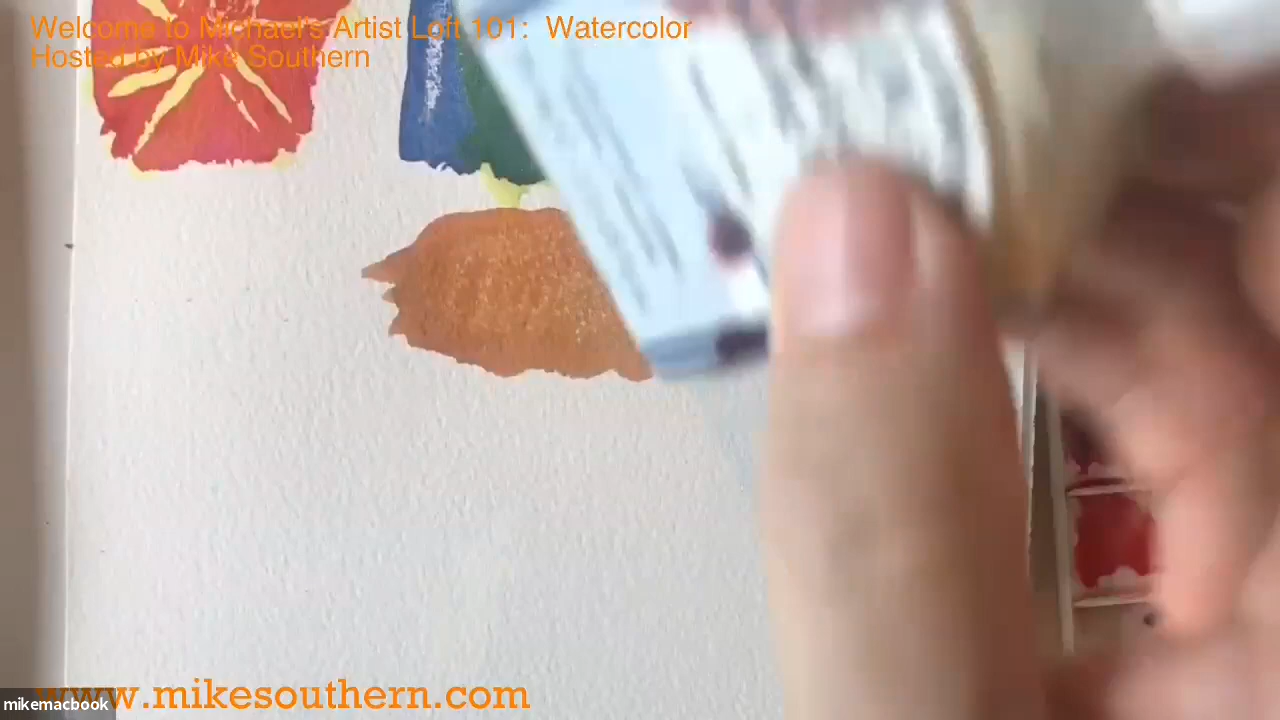 Welcome to Michael's Artist Loft 101: Watercolor
Hosted by Mike Southern
www.mikesouthern.com
mikemacbook